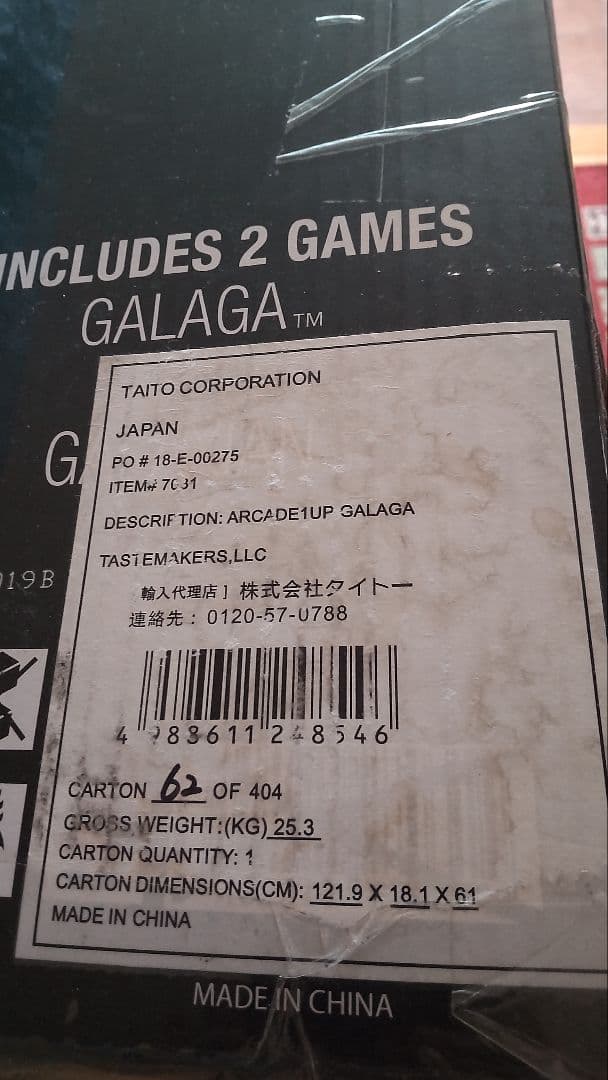 INCLUDES 2 GAMES
GALAGA™
TAITO CORPORATION
JAPAN
PO # 18-E-00275
ITEM#
DESCRIPTION: ARCADE1UP GALAGA
TASTEMAKERS,LLC
輸入代理店] 株式会社タイトー
連絡先: 0120-57-0788
19B
CARTON 62 OF 404
GROSS WEIGHT:(KG) 25.3
CARTON QUANTITY: 1
CARTON DIMENSIONS(CM): 121.9 X 18.1 X 61
MADE IN CHINA
MADE IN CHINA